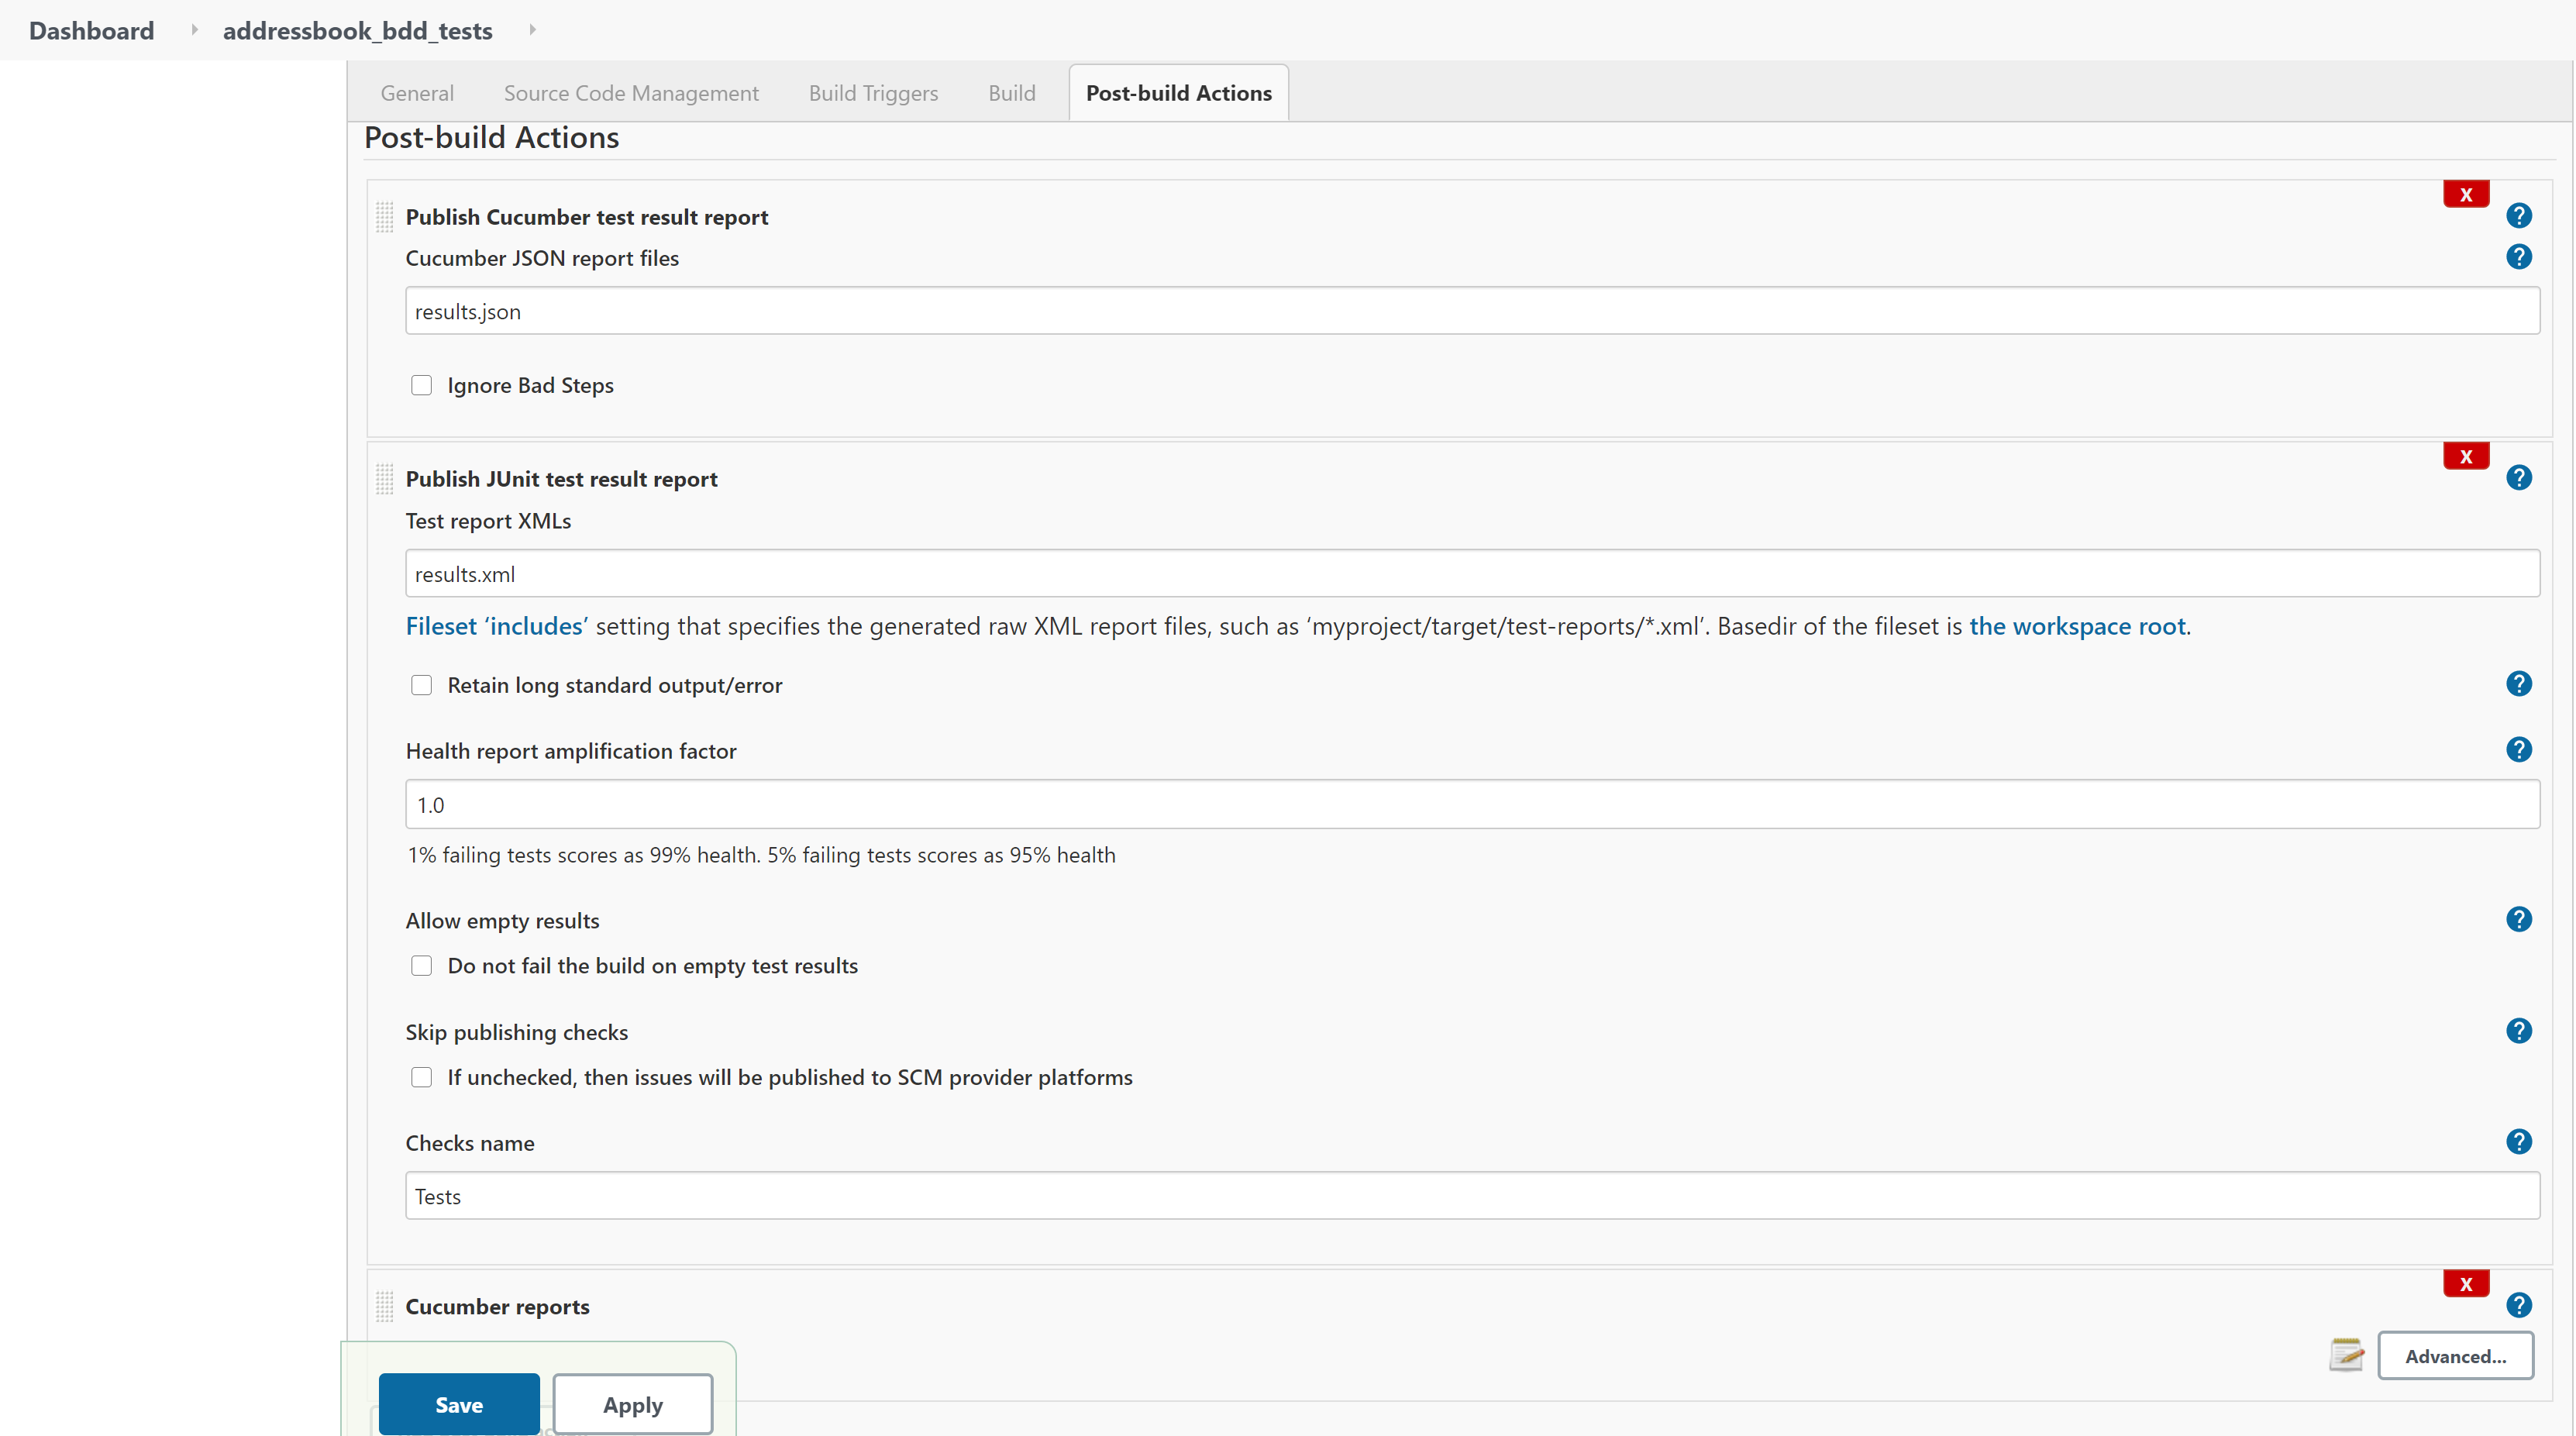 Dashboard addressbook_bdd_tests
General Source Code Management Build Triggers Build Post-build Actions
Post-build Actions
X
Publish Cucumber test result report ?
Cucumber JSON report files ?
results.json
Ignore Bad Steps
X
Publish JUnit test result report ?
Test report XMLs
results.xml
Fileset ‘includes’ setting that specifies the generated raw XML report files, such as ‘myproject/target/test-reports/*.xml’. Basedir of the fileset is the workspace root.
Retain long standard output/error ?
Health report amplification factor ?
1.0
1% failing tests scores as 99% health. 5% failing tests scores as 95% health
Allow empty results ?
Do not fail the build on empty test results
Skip publishing checks ?
If unchecked, then issues will be published to SCM provider platforms
Checks name ?
Tests
X
Cucumber reports ?
Advanced...
Save Apply